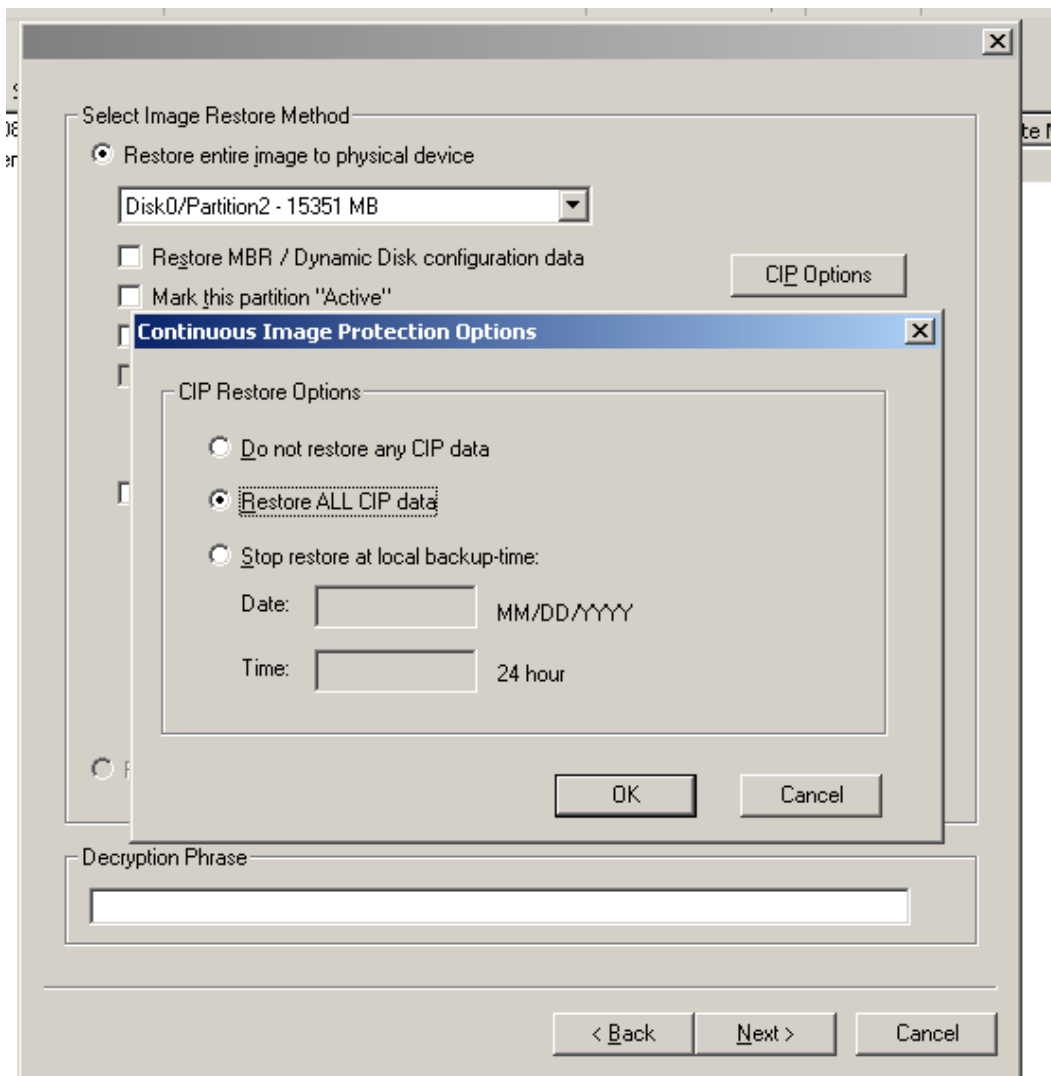 Select Image Restore Method
Restore entire image to physical device
Disk0/Partition2 - 15351 MB
Restore MBR / Dynamic Disk configuration data
CIP Options
Mark this partition "Active"
Continuous Image Protection Options
CIP Restore Options
Do not restore any CIP data
Restore ALL CIP data
Stop restore at local backup-time:
Date: MM/DD/YYYY
Time: 24 hour
OK Cancel
Decryption Phrase
< Back Next > Cancel